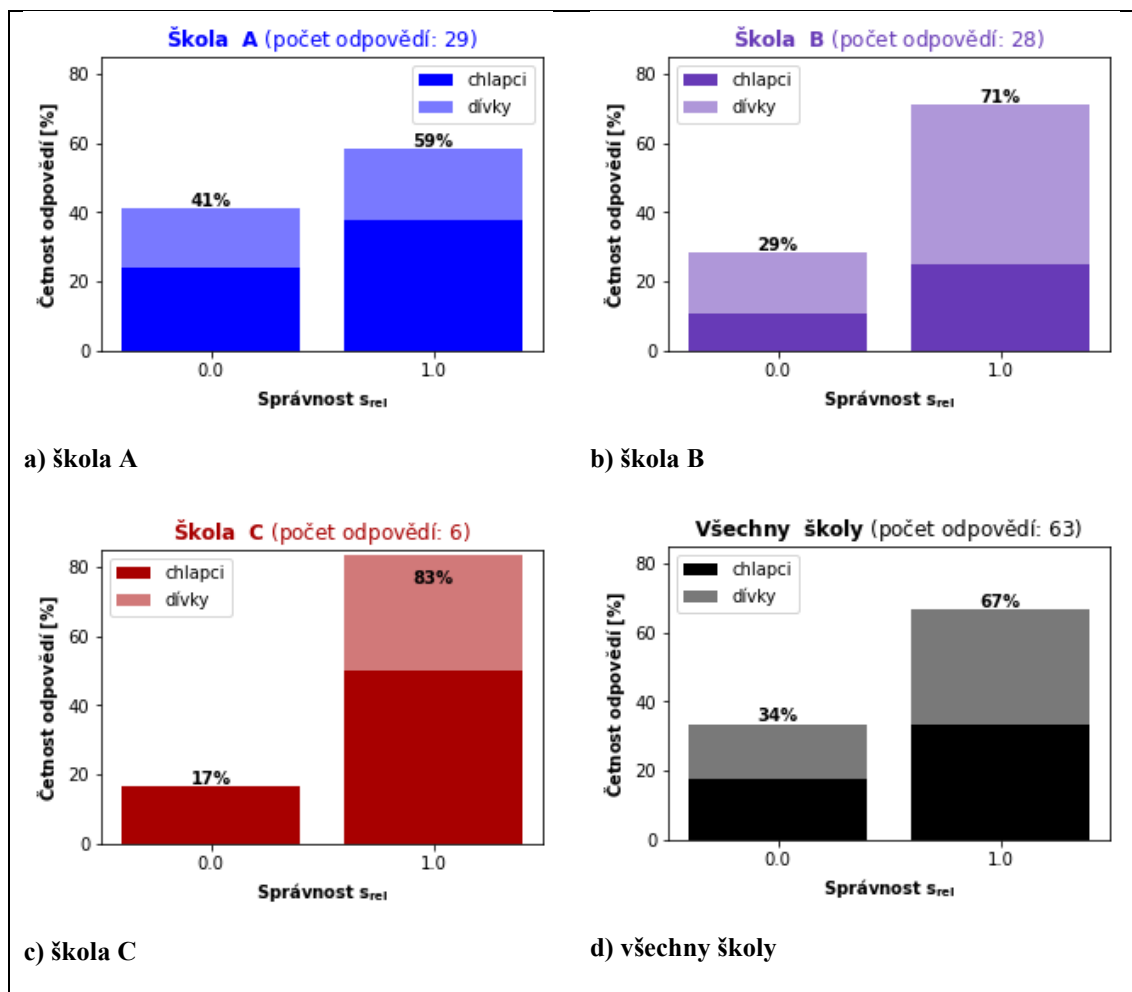 Škola A (počet odpovědí: 29)
80
60
40
20
0
Četnost odpovědí [%]
chlapci
dívky
41%
59%
0.0
1.0
Správnost s_rel
a) škola A
Škola B (počet odpovědí: 28)
80
60
40
20
0
Četnost odpovědí [%]
chlapci
dívky
29%
71%
0.0
1.0
Správnost s_rel
b) škola B
Škola C (počet odpovědí: 6)
80
60
40
20
0
Četnost odpovědí [%]
chlapci
dívky
17%
83%
0.0
1.0
Správnost s_rel
c) škola C
Všechny školy (počet odpovědí: 63)
80
60
40
20
0
Četnost odpovědí [%]
chlapci
dívky
34%
67%
0.0
1.0
Správnost s_rel
d) všechny školy